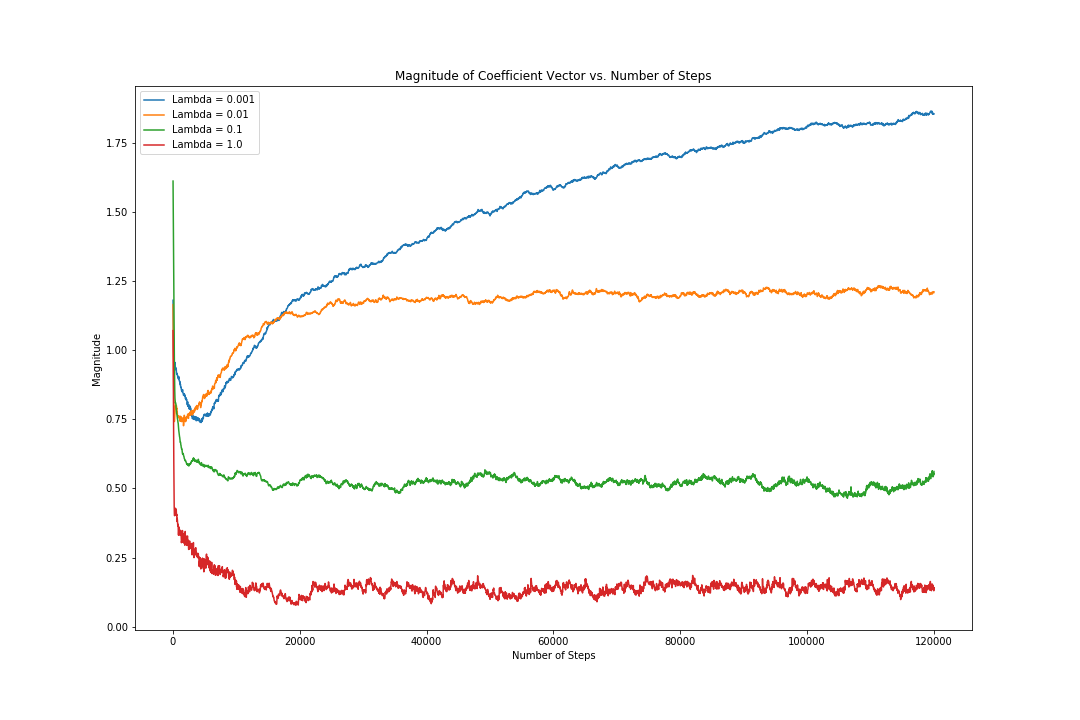 Magnitude of Coefficient Vector vs. Number of Steps
Lambda = 0.001
Lambda = 0.01
Lambda = 0.1
Lambda = 1.0
Magnitude
1.75
1.50
1.25
1.00
0.75
0.50
0.25
0.00
0 20000 40000 60000 80000 100000 120000
Number of Steps